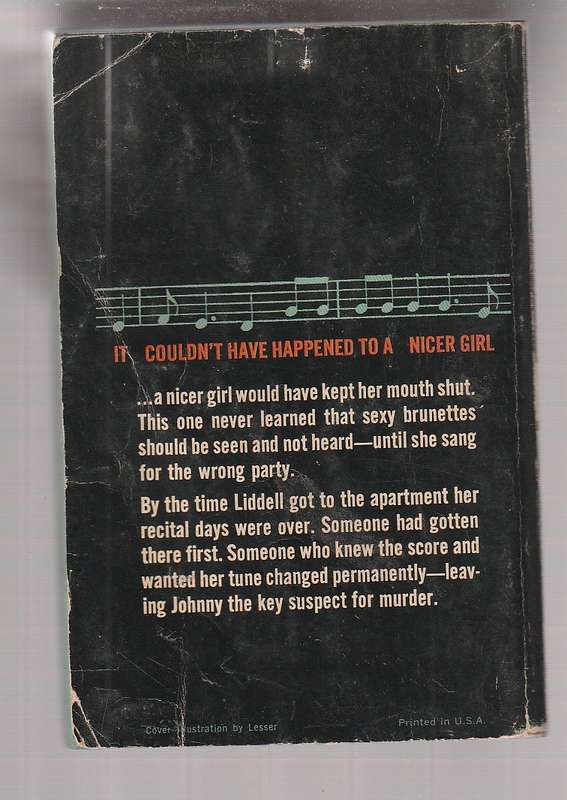 IT COULDN'T HAVE HAPPENED TO A NICER GIRL
...a nicer girl would have kept her mouth shut.
This one never learned that sexy brunettes
should be seen and not heard—until she sang
for the wrong party.
By the time Liddell got to the apartment her
recital days were over. Someone had gotten
there first. Someone who knew the score and
wanted her tune changed permanently—leav-
ing Johnny the key suspect for murder.
Cover Illustration by Lesser
Printed in U.S.A.